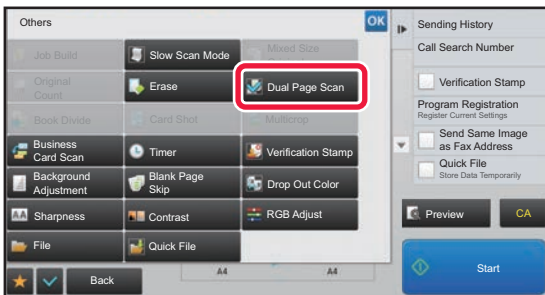 Others
OK
Job Build
Slow Scan Mode
Mixed Size
Original
Count
Erase
Dual Page Scan
Book Divide
Card Shot
Multicrop
Business
Card Scan
Timer
Verification Stamp
Background
Adjustment
Blank Page
Skip
Drop Out Color
AA
Sharpness
Contrast
RGB Adjust
File
Quick File
Back
A4
A4
Sending History
Call Search Number
Verification Stamp
Program Registration
Register Current Settings
Send Same Image
as Fax Address
Quick File
Store Data Temporarily
Preview
CA
Start